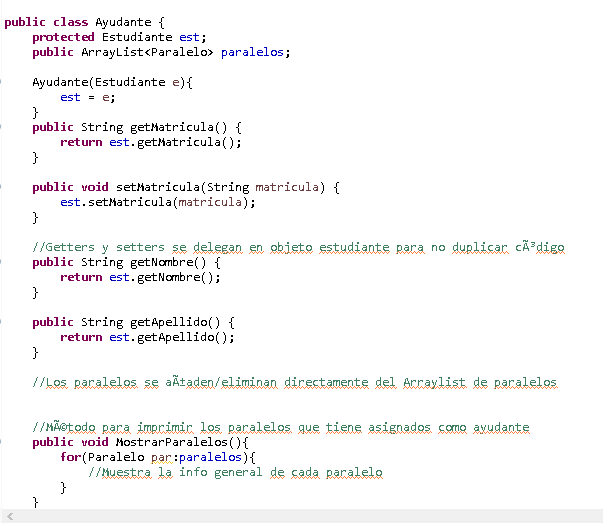 public class Ayudante {
protected Estudiante est;
public ArrayList<Paralelo> paralelos;
Ayudante(Estudiante e){
est = e;
}
public String getMatricula() {
return est.getMatricula();
}
public void setMatricula(String matricula) {
est.setMatricula(matricula);
}
//Getters y setters se delegan en objeto estudiante para no duplicar cÃ³digo
public String getNombre() {
return est.getNombre();
}
public String getApellido() {
return est.getApellido();
}
//Los paralelos se aÃ±aden/eliminan directamente del Arraylist de paralelos
//MÃ©todo para imprimir los paralelos que tiene asignados como ayudante
public void MostrarParalelos(){
for(Paralelo par:paralelos){
//Muestra la info general de cada paralelo
}
}